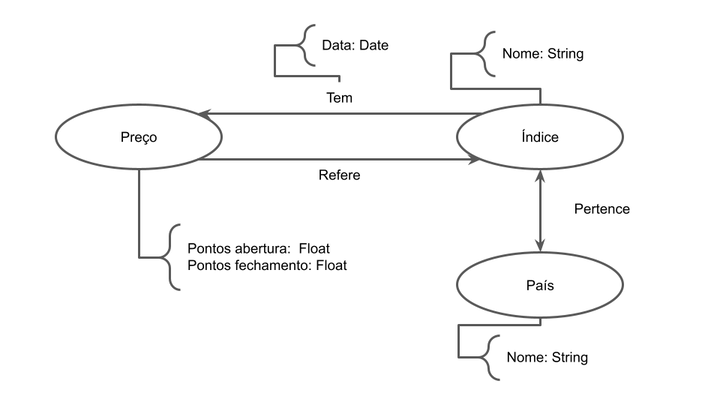 Data: Date
Nome: String
Tem
Preço
Índice
Refere
Pertence
Pontos abertura:  Float
Pontos fechamento: Float
País
Nome: String